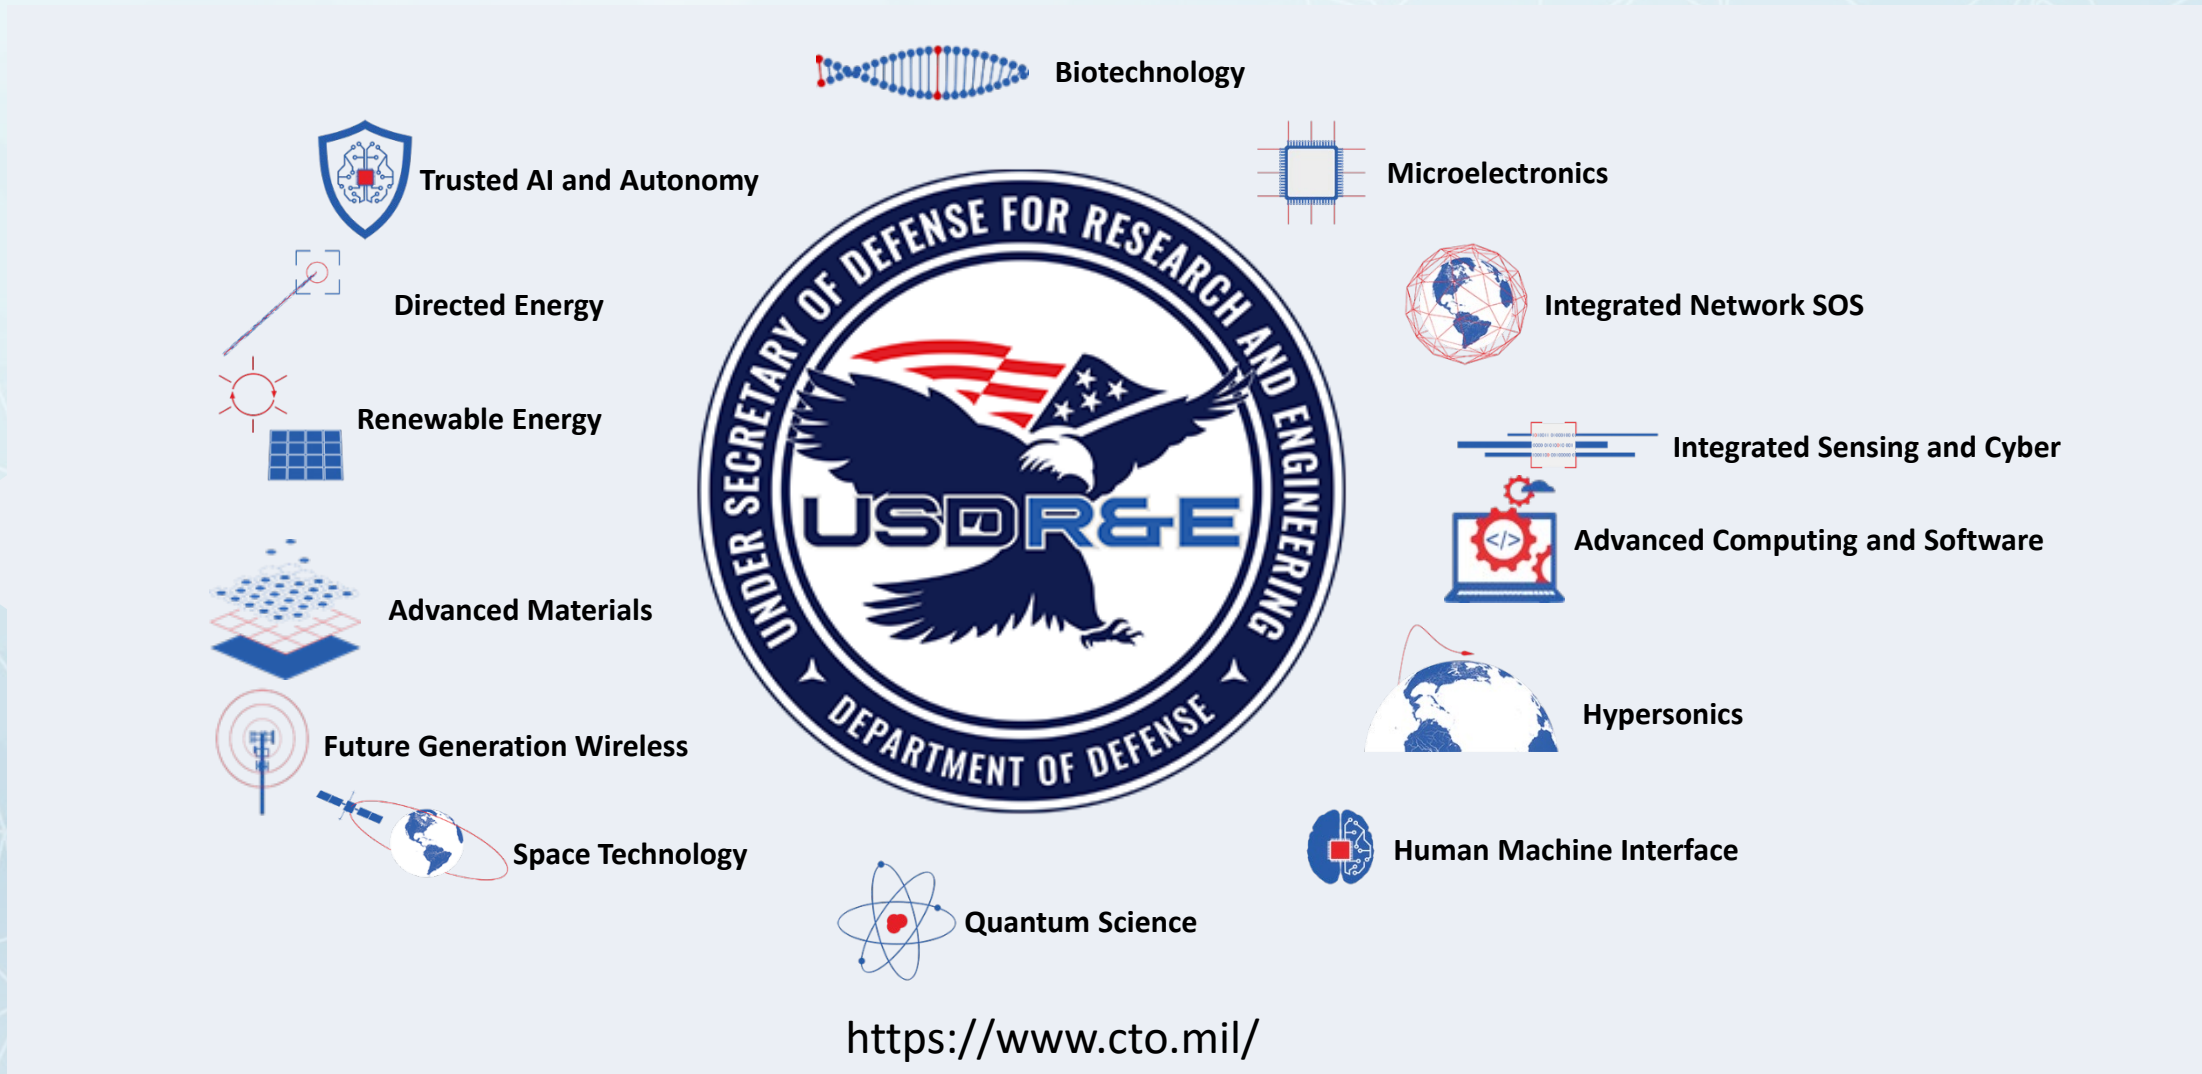 Biotechnology
Trusted AI and Autonomy
Microelectronics
Directed Energy
Integrated Network SOS
Renewable Energy
Integrated Sensing and Cyber
Advanced Computing and Software
</>
Advanced Materials
Hypersonics
Future Generation Wireless
Human Machine Interface
Space Technology
Quantum Science
UNDER SECRETARY OF DEFENSE FOR RESEARCH AND ENGINEERING
USDR&E
DEPARTMENT OF DEFENSE
https://www.cto.mil/